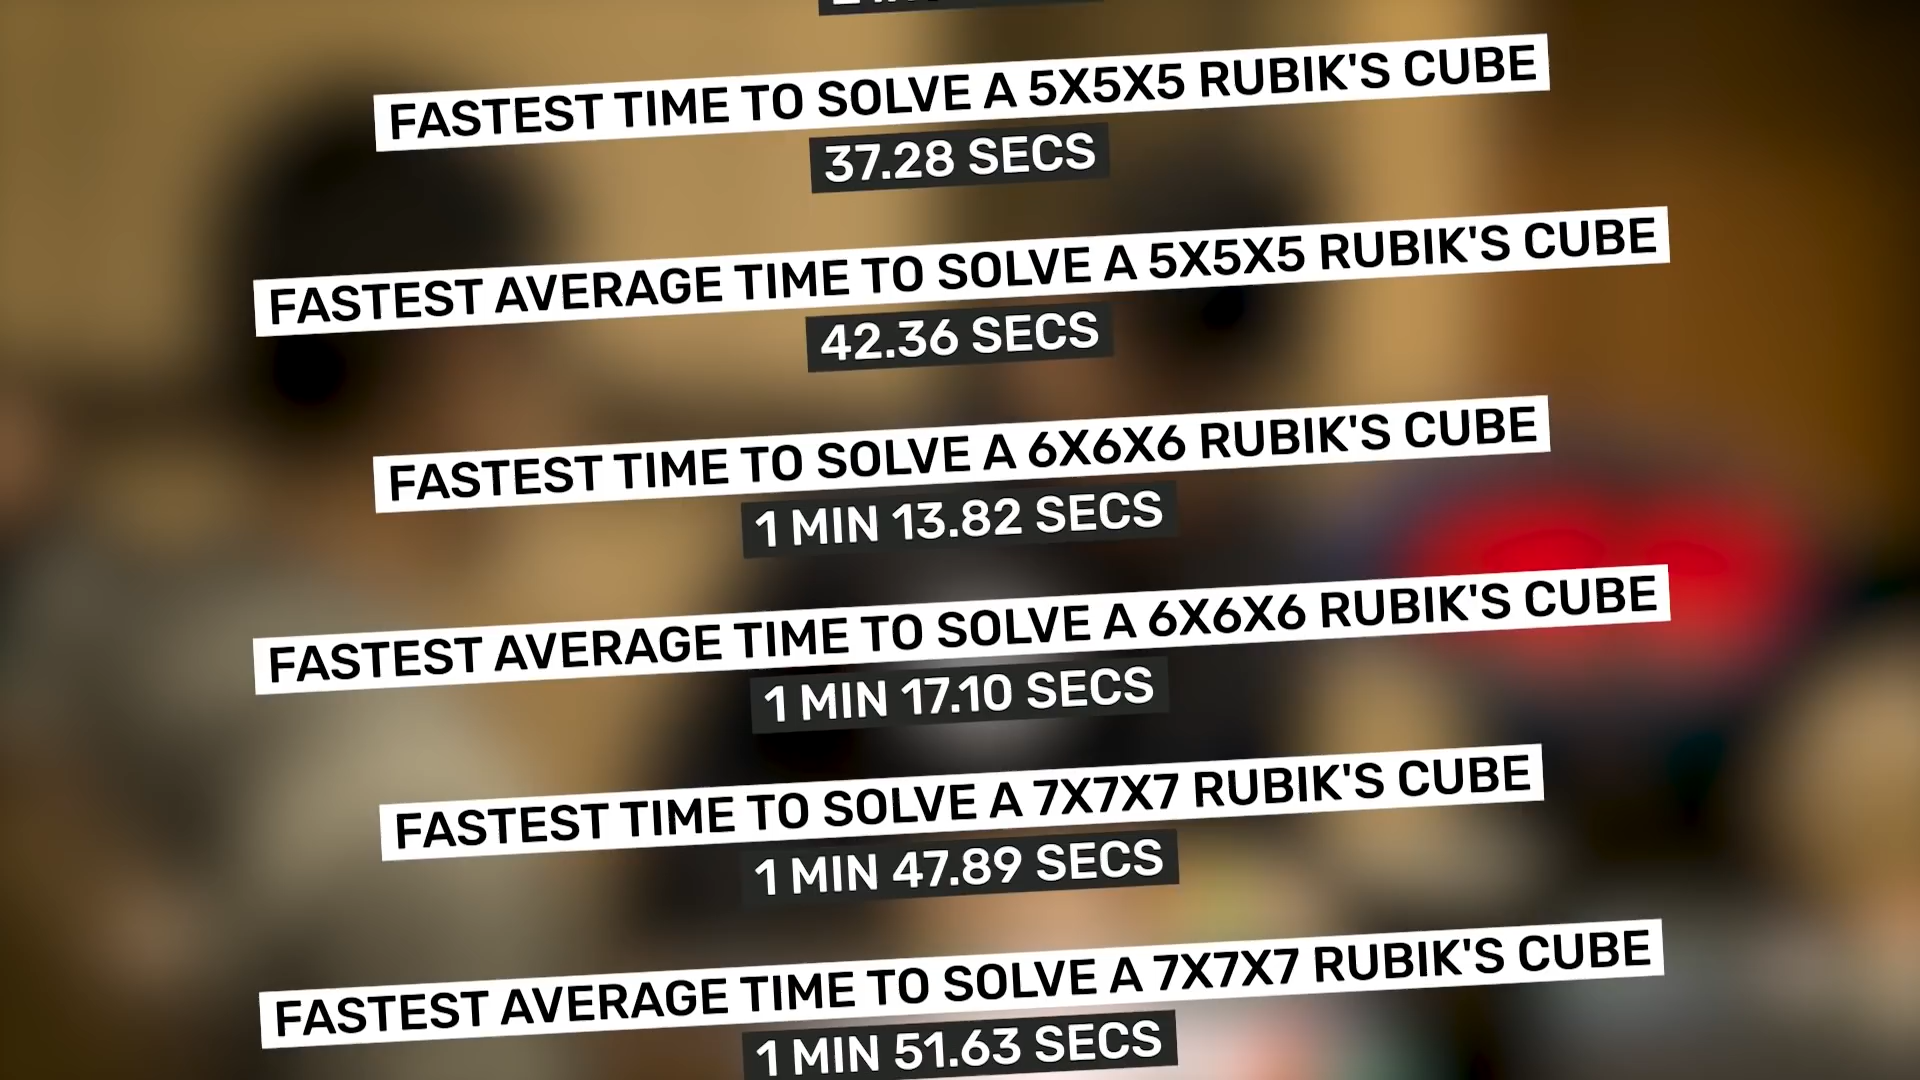 FASTEST TIME TO SOLVE A 5X5X5 RUBIK'S CUBE
37.28 SECS
FASTEST AVERAGE TIME TO SOLVE A 5X5X5 RUBIK'S CUBE
42.36 SECS
FASTEST TIME TO SOLVE A 6X6X6 RUBIK'S CUBE
1 MIN 13.82 SECS
FASTEST AVERAGE TIME TO SOLVE A 6X6X6 RUBIK'S CUBE
1 MIN 17.10 SECS
FASTEST TIME TO SOLVE A 7X7X7 RUBIK'S CUBE
1 MIN 47.89 SECS
FASTEST AVERAGE TIME TO SOLVE A 7X7X7 RUBIK'S CUBE
1 MIN 51.63 SECS